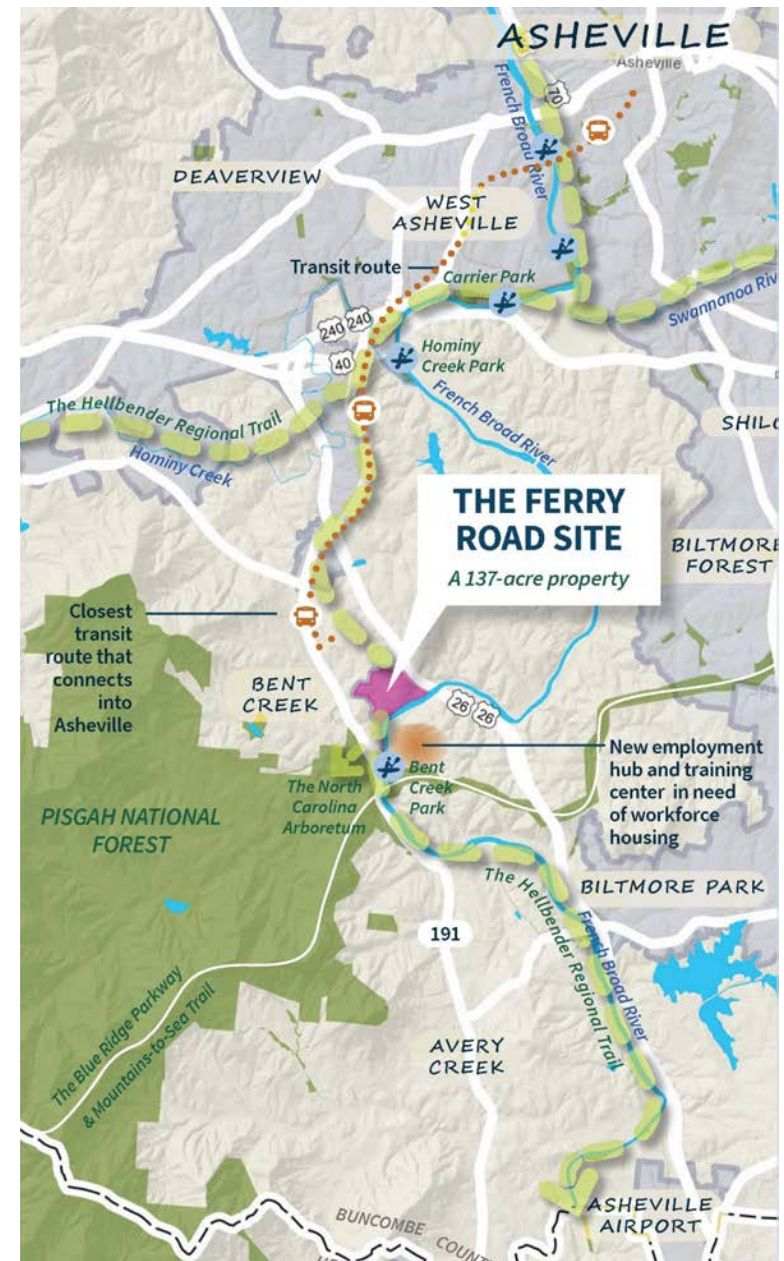 ASHEVILLE
Asheville
70
French Broad River
DEAVERVIEW
WEST
ASHEVILLE
Transit route
Carrier Park
Swannanoa Riv
240 240
40
Hominy
Creek Park
The Hellbender Regional Trail
Hominy Creek
French Broad River
SHILO
THE FERRY
ROAD SITE
A 137-acre property
BILTMORE
FOREST
Closest
transit
route that
connects
into
Asheville
BENT
CREEK
26 26
New employment
hub and training
center in need
of workforce
housing
Bent
Creek
Park
The North
Carolina
Arboretum
PISGAH NATIONAL
FOREST
BILTMORE PARK
The Hellbender Regional Trail
French Broad River
191
The Blue Ridge Parkway
& Mountains-to-Sea Trail
AVERY
CREEK
ASHEVILLE
AIRPORT
BUNCOMBE COUNT